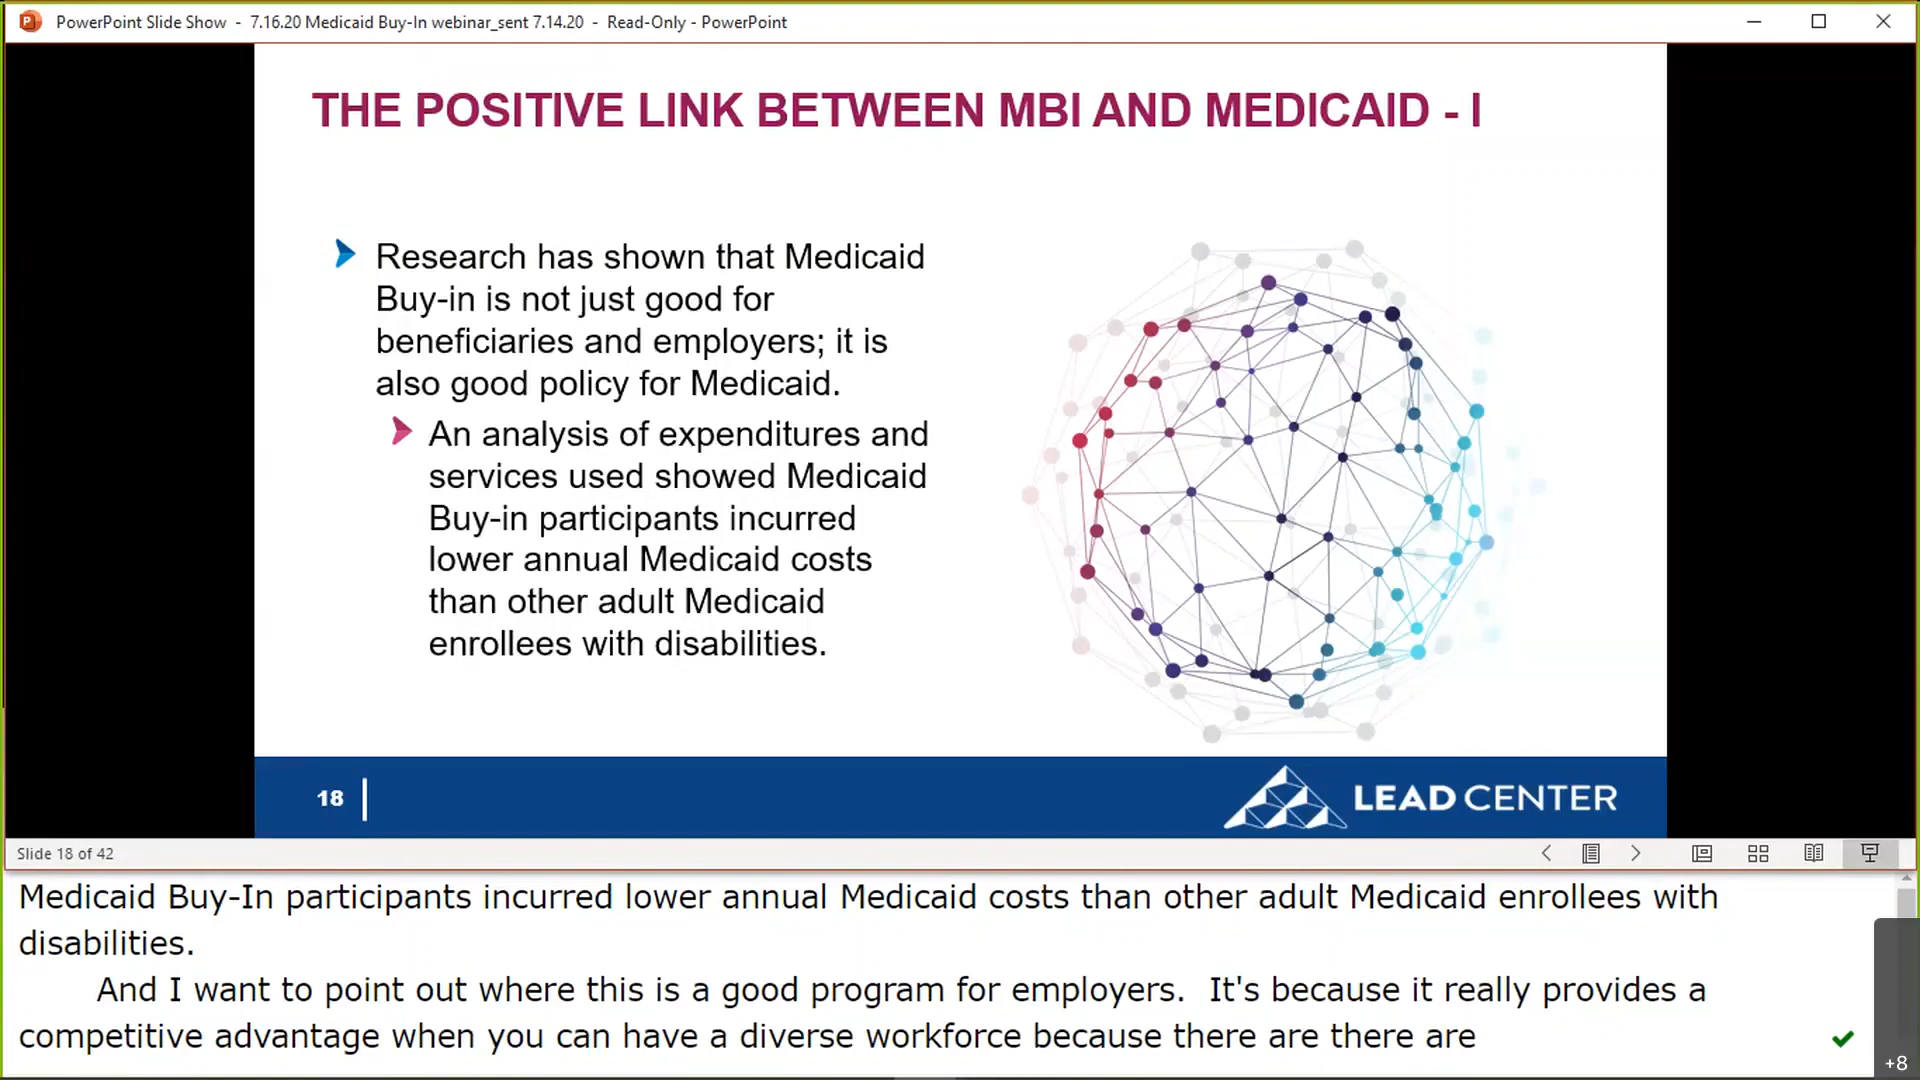 PowerPoint Slide Show - 7.16.20 Medicaid Buy-In webinar_sent 7.14.20 - Read-Only - PowerPoint
THE POSITIVE LINK BETWEEN MBI AND MEDICAID - I
Research has shown that Medicaid
Buy-in is not just good for
beneficiaries and employers; it is
also good policy for Medicaid.
An analysis of expenditures and
services used showed Medicaid
Buy-in participants incurred
lower annual Medicaid costs
than other adult Medicaid
enrollees with disabilities.
18
LEAD CENTER
Slide 18 of 42
Medicaid Buy-In participants incurred lower annual Medicaid costs than other adult Medicaid enrollees with
disabilities.
And I want to point out where this is a good program for employers.  It's because it really provides a
competitive advantage when you can have a diverse workforce because there are there are
+8